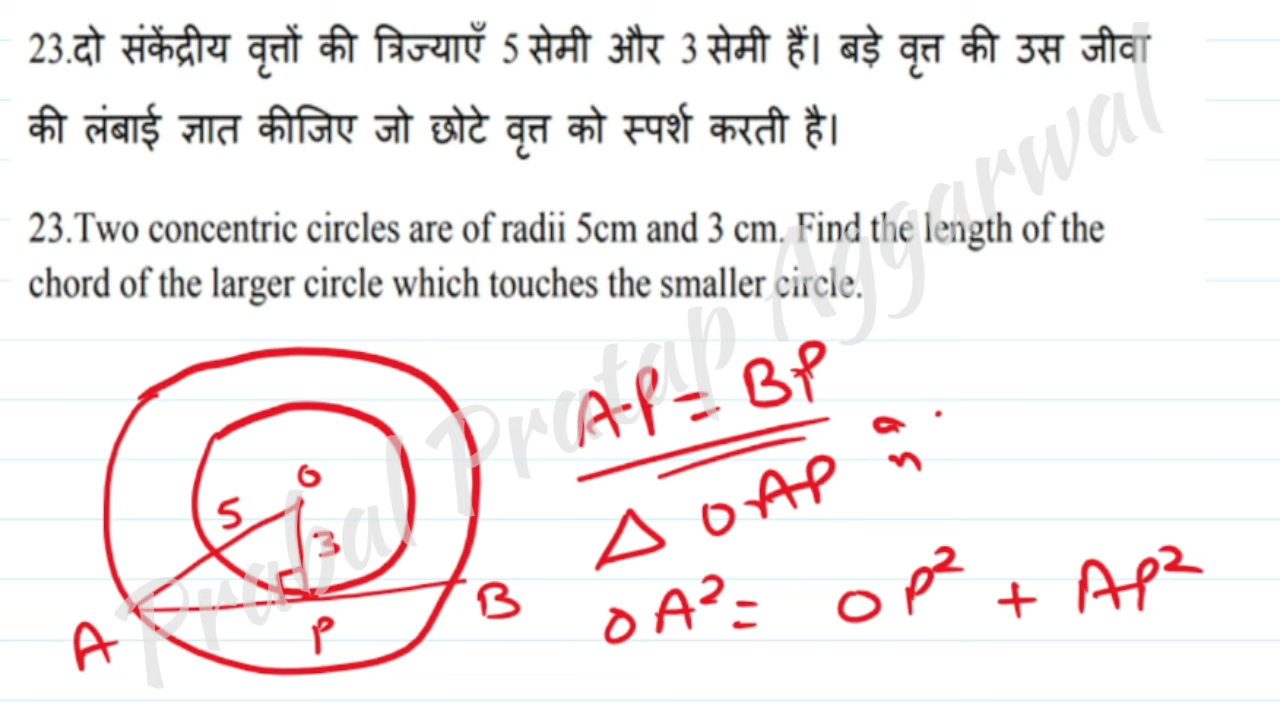 23.दो संकेंद्रीय वृत्तों की त्रिज्याएँ 5 सेमी और 3 सेमी हैं। बड़े वृत्त की उस जीवा
की लंबाई ज्ञात कीजिए जो छोटे वृत्त को स्पर्श करती है।
23.Two concentric circles are of radii 5cm and 3 cm. Find the length of the
chord of the larger circle which touches the smaller circle.
Prabal Pratap Aggarwal
AP = BP
Δ OAP में
OA² = OP² + AP²
O
5
3
A
P
B